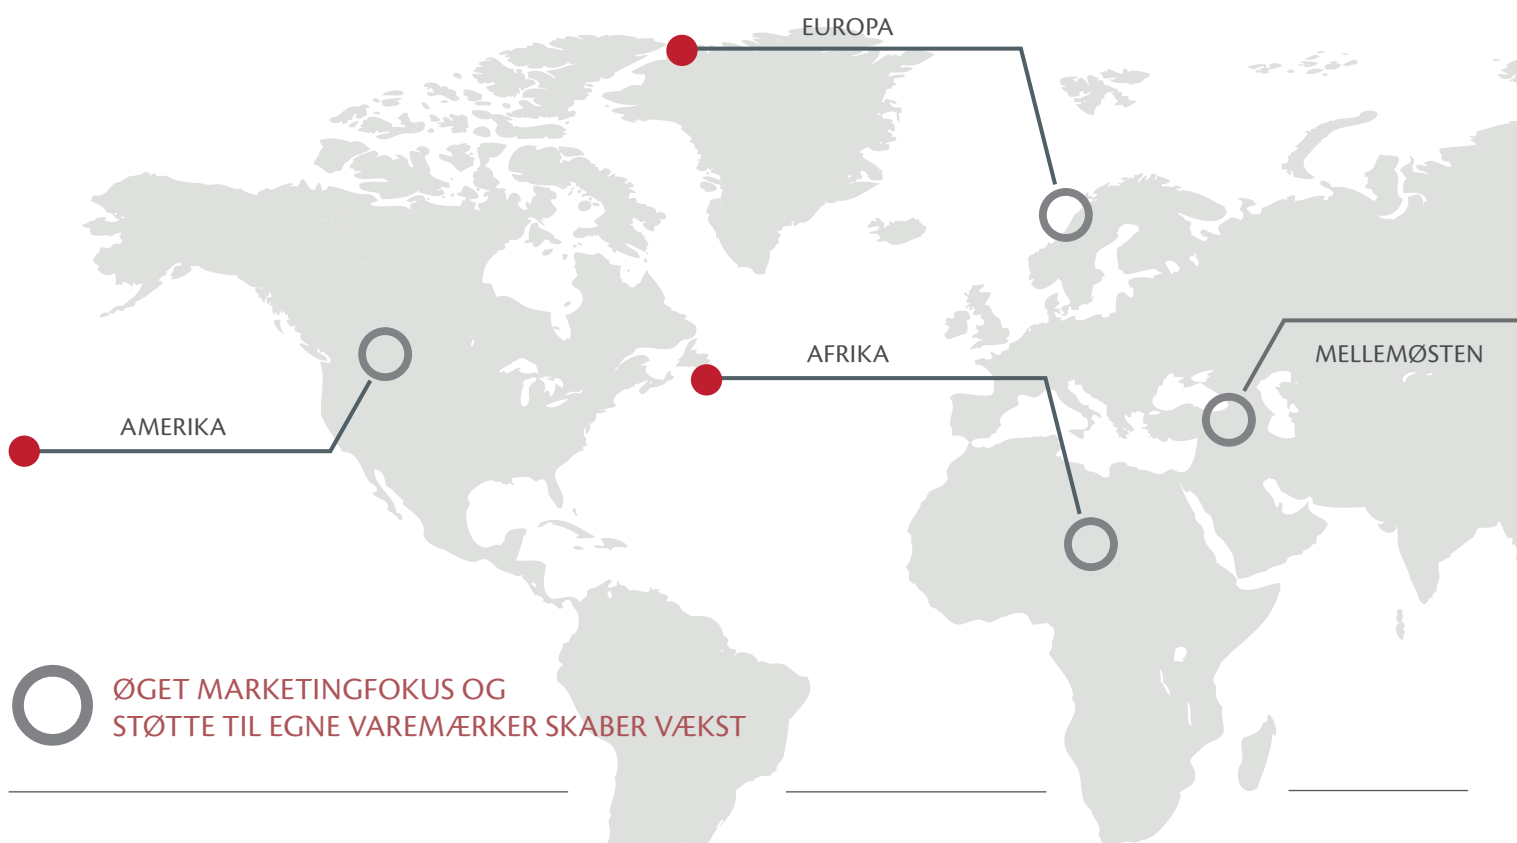 EUROPA
AFRIKA
MELLEMØSTEN
AMERIKA
ØGET MARKETINGFOKUS OG
STØTTE TIL EGNE VAREMÆRKER SKABER VÆKST